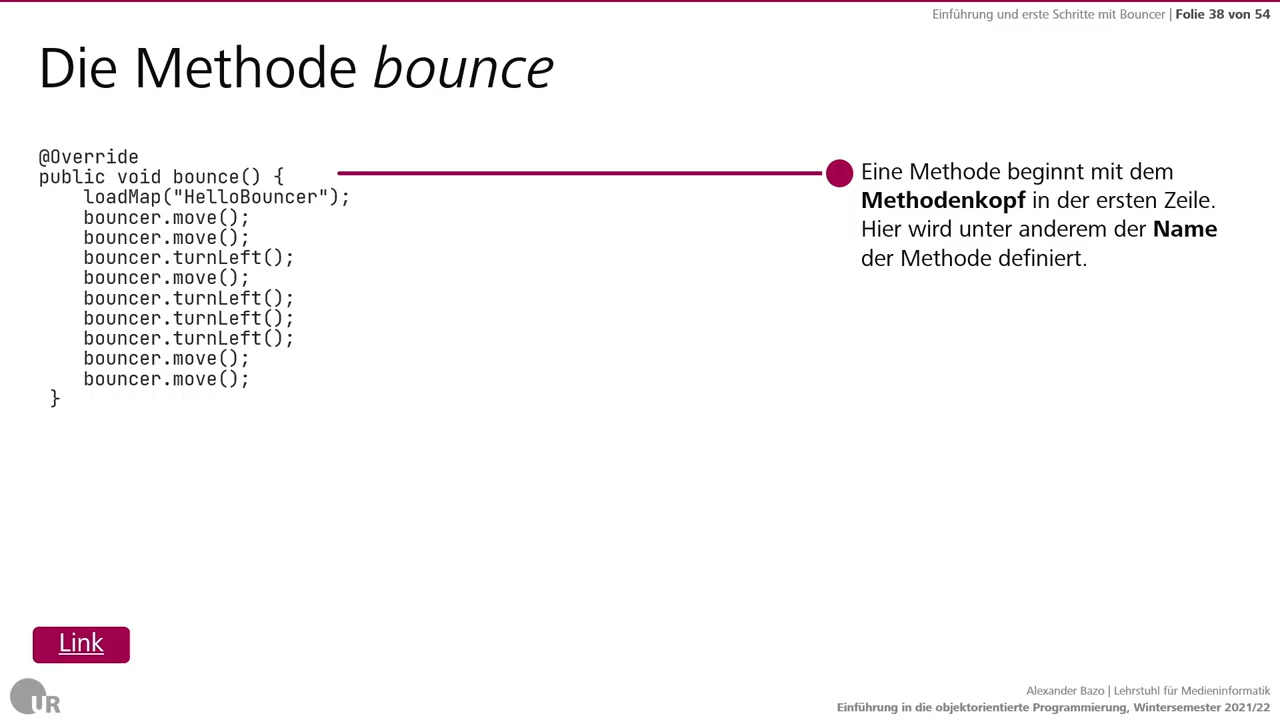 Einführung und erste Schritte mit Bouncer | Folie 38 von 54
Die Methode bounce
@Override
public void bounce() {
    loadMap("HelloBouncer");
    bouncer.move();
    bouncer.move();
    bouncer.turnLeft();
    bouncer.move();
    bouncer.turnLeft();
    bouncer.turnLeft();
    bouncer.turnLeft();
    bouncer.move();
    bouncer.move();
 }
Eine Methode beginnt mit dem
Methodenkopf in der ersten Zeile.
Hier wird unter anderem der Name
der Methode definiert.
Link
UR
Alexander Bazo | Lehrstuhl für Medieninformatik
Einführung in die objektorientierte Programmierung, Wintersemester 2021/22